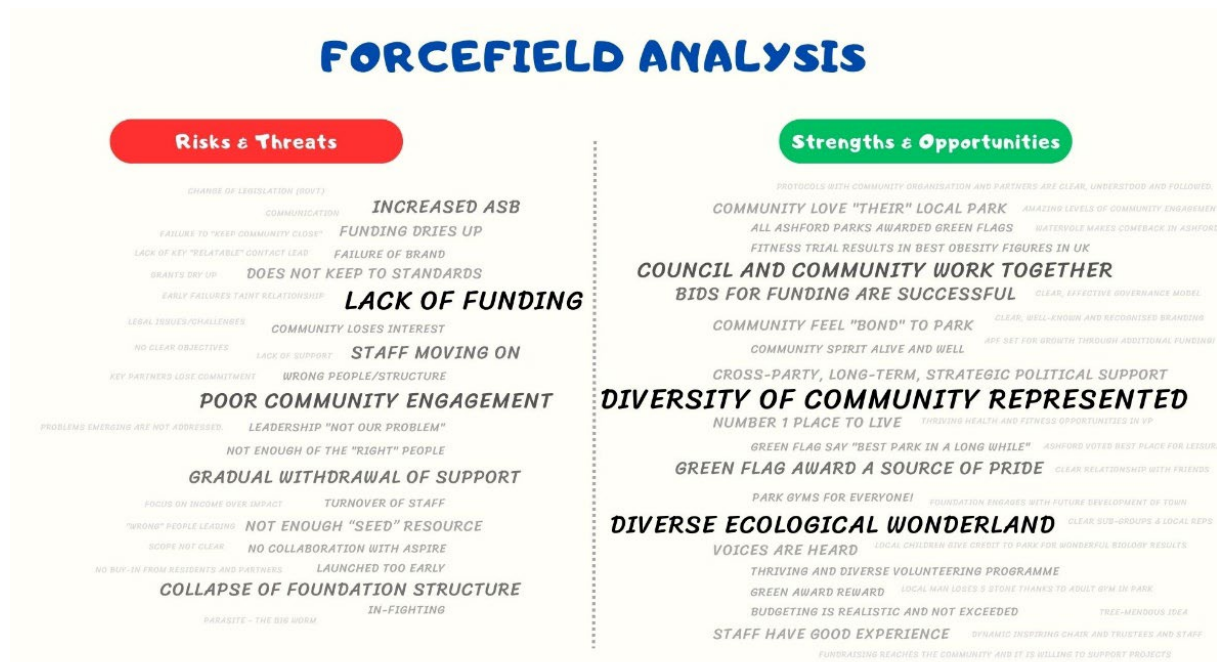 FORCEFIELD ANALYSIS
Risks & Threats
CHANGE OF LEGISLATION (GOVT)
COMMUNICATION
INCREASED ASB
FAILURE TO "KEEP COMMUNITY CLOSE"
FUNDING DRIES UP
LACK OF KEY "RELATABLE" CONTACT LEAD
FAILURE OF BRAND
GRANTS DRY UP
DOES NOT KEEP TO STANDARDS
EARLY FAILURES TAINT RELATIONSHIP
LACK OF FUNDING
LEGAL ISSUES/CHALLENGES
COMMUNITY LOSES INTEREST
NO CLEAR OBJECTIVES
LACK OF SUPPORT
STAFF MOVING ON
KEY PARTNERS LOSE COMMITMENT
WRONG PEOPLE/STRUCTURE
POOR COMMUNITY ENGAGEMENT
PROBLEMS EMERGING ARE NOT ADDRESSED.
LEADERSHIP "NOT OUR PROBLEM"
NOT ENOUGH OF THE "RIGHT" PEOPLE
GRADUAL WITHDRAWAL OF SUPPORT
FOCUS ON INCOME OVER IMPACT
TURNOVER OF STAFF
"WRONG" PEOPLE LEADING
NOT ENOUGH "SEED" RESOURCE
SCOPE NOT CLEAR
NO COLLABORATION WITH ASPIRE
NO BUY-IN FROM RESIDENTS AND PARTNERS
LAUNCHED TOO EARLY
COLLAPSE OF FOUNDATION STRUCTURE
IN-FIGHTING
PARASITE - THE BIG WORM
Strengths & Opportunities
PROTOCOLS WITH COMMUNITY ORGANISATION AND PARTNERS ARE CLEAR, UNDERSTOOD AND FOLLOWED.
COMMUNITY LOVE "THEIR" LOCAL PARK
AMAZING LEVELS OF COMMUNITY ENGAGEMEN
ALL ASHFORD PARKS AWARDED GREEN FLAGS
WATERVOLE MAKES COMEBACK IN ASHFORD
FITNESS TRIAL RESULTS IN BEST OBESITY FIGURES IN UK
COUNCIL AND COMMUNITY WORK TOGETHER
BIDS FOR FUNDING ARE SUCCESSFUL
CLEAR, EFFECTIVE GOVERNANCE MODEL
COMMUNITY FEEL "BOND" TO PARK
CLEAR, WELL-KNOWN AND RECOGNISED BRANDING
COMMUNITY SPIRIT ALIVE AND WELL
APF SET FOR GROWTH THROUGH ADDITIONAL FUNDING!
CROSS-PARTY, LONG-TERM, STRATEGIC POLITICAL SUPPORT
DIVERSITY OF COMMUNITY REPRESENTED
NUMBER 1 PLACE TO LIVE
THRIVING HEALTH AND FITNESS OPPORTUNITIES IN VP
GREEN FLAG SAY "BEST PARK IN A LONG WHILE"
ASHFORD VOTED BEST PLACE FOR LEISURE
GREEN FLAG AWARD A SOURCE OF PRIDE
CLEAR RELATIONSHIP WITH FRIENDS
PARK GYMS FOR EVERYONE!
FOUNDATION ENGAGES WITH FUTURE DEVELOPMENT OF TOWN
DIVERSE ECOLOGICAL WONDERLAND
CLEAR SUB-GROUPS & LOCAL REPS
VOICES ARE HEARD
LOCAL CHILDREN GIVE CREDIT TO PARK FOR WONDERFUL BIOLOGY RESULTS
THRIVING AND DIVERSE VOLUNTEERING PROGRAMME
GREEN AWARD REWARD
LOCAL MAN LOSES 5 STONE THANKS TO ADULT GYM IN PARK
BUDGETING IS REALISTIC AND NOT EXCEEDED
TREE-MENDOUS IDEA
STAFF HAVE GOOD EXPERIENCE
DYNAMIC INSPIRING CHAIR AND TRUSTEES AND STAFF
FUNDRAISING REACHES THE COMMUNITY AND IT IS WILLING TO SUPPORT PROJECTS